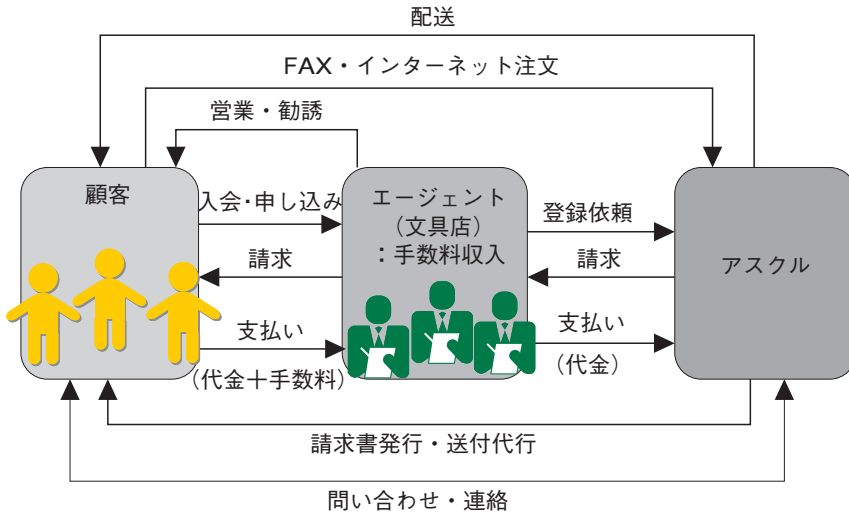 配送
FAX・インターネット注文
営業・勧誘
顧客
入会・申し込み
エージェント
（文具店）
：手数料収入
登録依頼
アスクル
請求
請求
支払い
（代金＋手数料）
支払い
（代金）
請求書発行・送付代行
問い合わせ・連絡